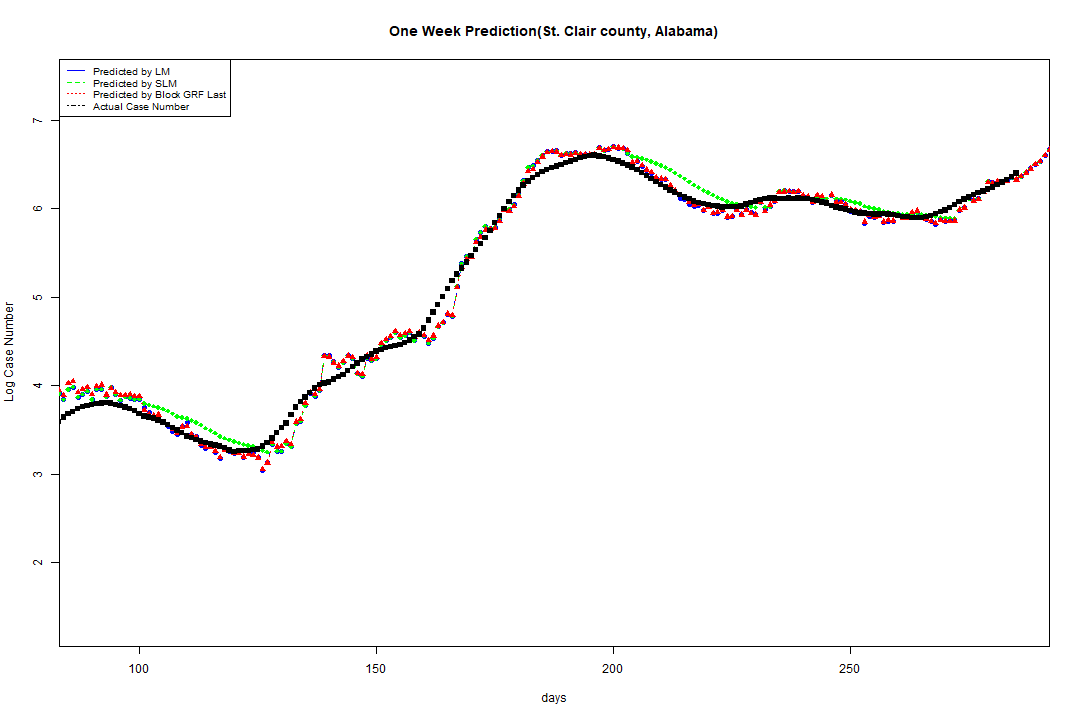 One Week Prediction(St. Clair county, Alabama)
Predicted by LM
Predicted by SLM
Predicted by Block GRF Last
Actual Case Number
7
6
5
4
3
2
Log Case Number
100 150 200 250
days